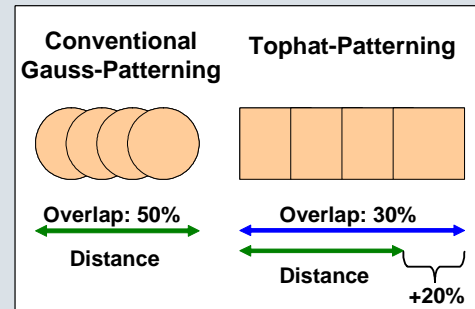 Conventional
Gauss-Patterning
Tophat-Patterning
Overlap: 50%
Distance
Overlap: 30%
Distance
+20%